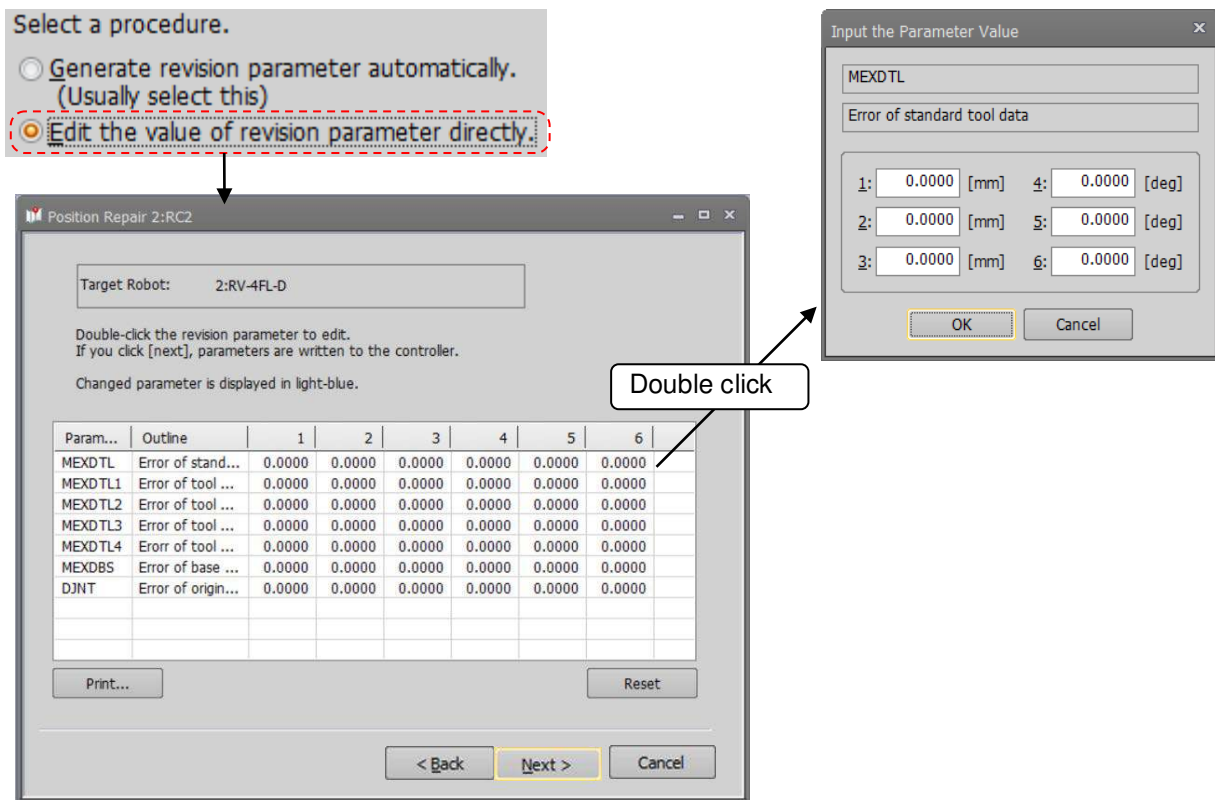 Select a procedure.
Generate revision parameter automatically.
(Usually select this)
Edit the value of revision parameter directly.
Position Repair 2:RC2
Target Robot: 2:RV-4FL-D
Double-click the revision parameter to edit.
If you click [next], parameters are written to the controller.
Changed parameter is displayed in light-blue.
Param... Outline 1 2 3 4 5 6
MEXDTL Error of stand... 0.0000 0.0000 0.0000 0.0000 0.0000 0.0000
MEXDTL1 Error of tool ... 0.0000 0.0000 0.0000 0.0000 0.0000 0.0000
MEXDTL2 Error of tool ... 0.0000 0.0000 0.0000 0.0000 0.0000 0.0000
MEXDTL3 Error of tool ... 0.0000 0.0000 0.0000 0.0000 0.0000 0.0000
MEXDTL4 Erorr of tool ... 0.0000 0.0000 0.0000 0.0000 0.0000 0.0000
MEXDBS Error of base ... 0.0000 0.0000 0.0000 0.0000 0.0000 0.0000
DJNT Error of origin... 0.0000 0.0000 0.0000 0.0000 0.0000 0.0000
Print... Reset
< Back Next > Cancel
Double click
Input the Parameter Value x
MEXDTL
Error of standard tool data
1: 0.0000 [mm] 4: 0.0000 [deg]
2: 0.0000 [mm] 5: 0.0000 [deg]
3: 0.0000 [mm] 6: 0.0000 [deg]
OK Cancel